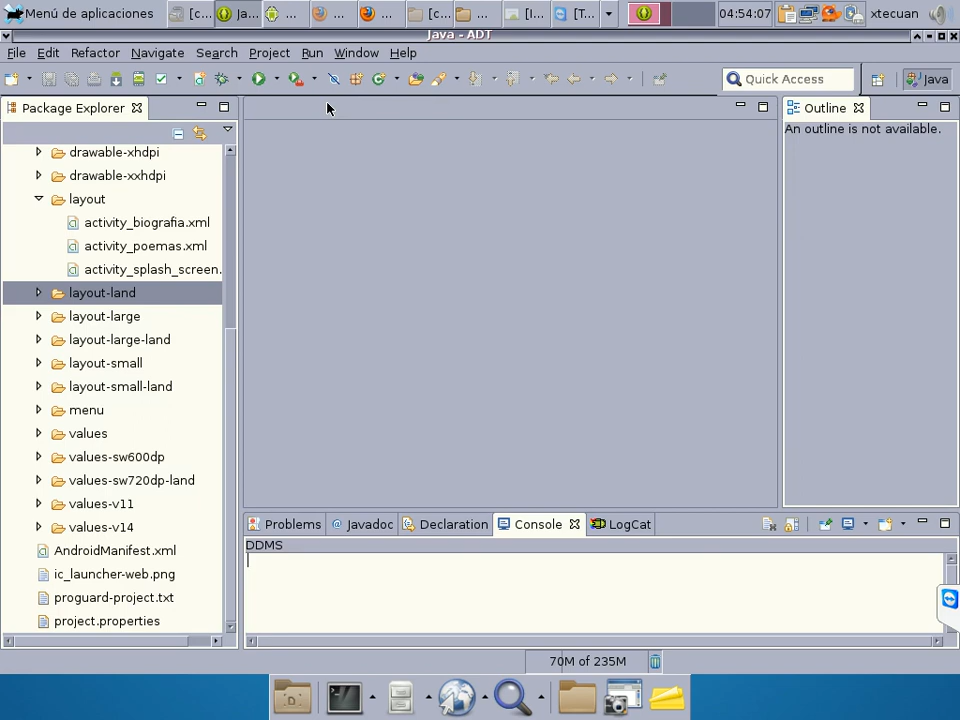 Menú de aplicaciones [c... Ja... ... ... ... [c... ... [I... [T... 04:54:07 xtecuan
Java - ADT
File Edit Refactor Navigate Search Project Run Window Help
Quick Access Java
Package Explorer Outline
An outline is not available.
drawable-xhdpi
drawable-xxhdpi
layout
activity_biografia.xml
activity_poemas.xml
activity_splash_screen.
layout-land
layout-large
layout-large-land
layout-small
layout-small-land
menu
values
values-sw600dp
values-sw720dp-land
values-v11
values-v14
AndroidManifest.xml
ic_launcher-web.png
proguard-project.txt
project.properties
Problems @ Javadoc Declaration Console LogCat
DDMS
70M of 235M